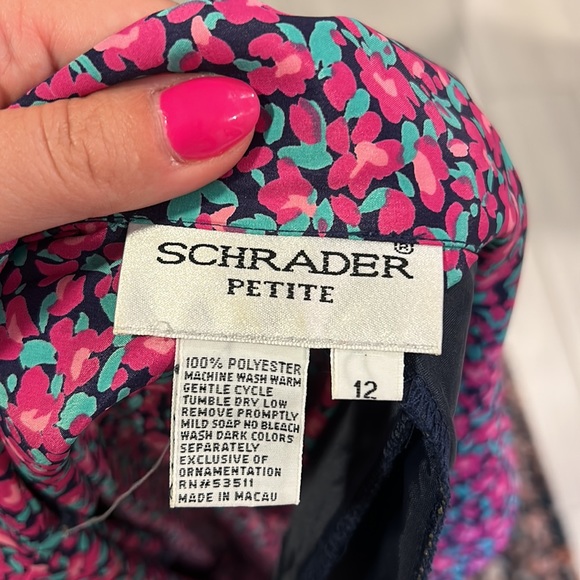 SCHRADER®
PETITE
100% POLYESTER
MACHINE WASH WARM
GENTLE CYCLE
TUMBLE DRY LOW
REMOVE PROMPTLY
MILD SOAP NO BLEACH
WASH DARK COLORS
SEPARATELY
EXCLUSIVE OF
ORNAMENTATION
RN#53511
MADE IN MACAU
12